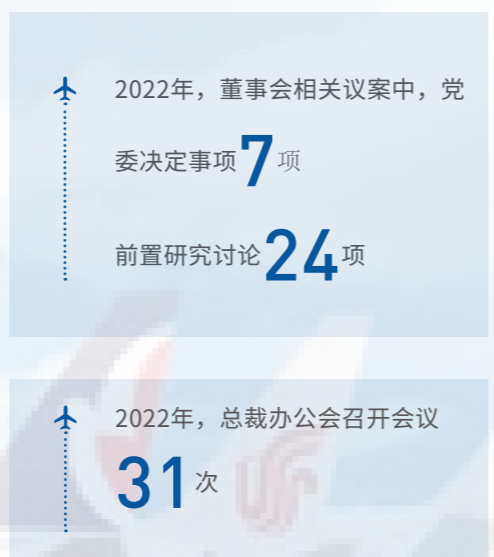 2022年，董事会相关议案中，党
委决定事项7项
前置研究讨论24项
2022年，总裁办公会召开会议
31次